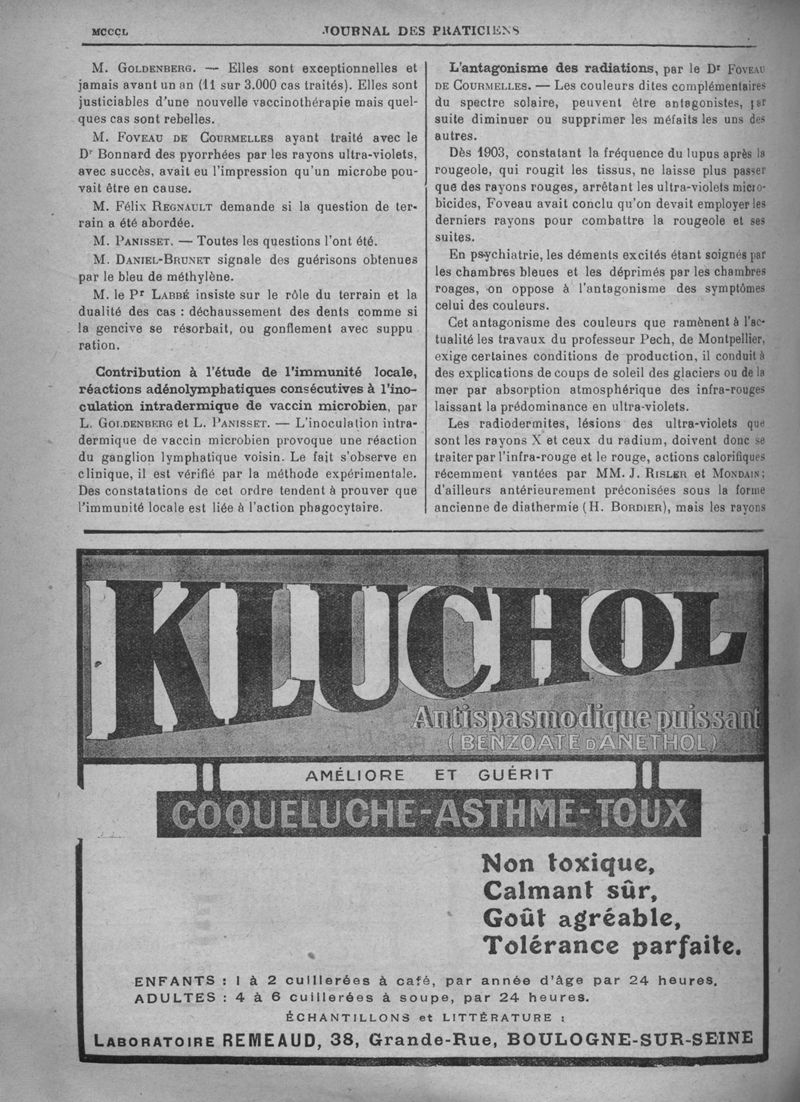 MCCCL
JOURNAL DES PRATICIENS
M. GOLDENBERG. — Elles sont exceptionnelles et
jamais avant un an (11 sur 3.000 cas traités). Elles sont
justiciables d'une nouvelle vaccinothérapie mais quel-
ques cas sont rebelles.
M. FOVEAU DE COURMELLES ayant traité avec le
Dr Bonnard des pyorrhées par les rayons ultra-violets,
avec succès, avait eu l'impression qu'un microbe pou-
vait être en cause.
M. Félix REGNAULT demande si la question de ter-
rain a été abordée.
M. PANISSET. — Toutes les questions l'ont été.
M. DANIEL-BRUNET signale des guérisons obtenues
par le bleu de méthylène.
M. le Pr LABBÉ insiste sur le rôle du terrain et la
dualité des cas : déchaussement des dents comme si
la gencive se résorbait, ou gonflement avec suppu
ration.
Contribution à l'étude de l'immunité locale,
réactions adénolymphatiques consécutives à l'ino-
culation intradermique de vaccin microbien, par
L. GOLDENBERG et L. PANISSET. — L'inoculation intra-
dermique de vaccin microbien provoque une réaction
du ganglion lymphatique voisin. Le fait s'observe en
clinique, il est vérifié par la méthode expérimentale.
Des constatations de cet ordre tendent à prouver que
l'immunité locale est liée à l'action phagocytaire.
L'antagonisme des radiations, par le Dr FOVEAU
DE COURMELLES. — Les couleurs dites complémentaires
du spectre solaire, peuvent être antagonistes, par
suite diminuer ou supprimer les méfaits les uns des
autres.
Dès 1903, constatant la fréquence du lupus après la
rougeole, qui rougit les tissus, ne laisse plus passer
que des rayons rouges, arrêtant les ultra-violets micro-
bicides, Foveau avait conclu qu'on devait employer les
derniers rayons pour combattre la rougeole et ses
suites.
En psychiatrie, les déments excités étant soignés par
les chambres bleues et les déprimés par les chambres
roages, on oppose à l'antagonisme des symptômes
celui des couleurs.
Cet antagonisme des couleurs que ramènent à l'ac-
tualité les travaux du professeur Pech, de Montpellier,
exige certaines conditions de production, il conduit à
des explications de coups de soleil des glaciers ou de la
mer par absorption atmosphérique des infra-rouges
laissant la prédominance en ultra-violets.
Les radiodermites, lésions des ultra-violets que
sont les rayons X et ceux du radium, doivent donc se
traiter par l'infra-rouge et le rouge, actions calorifiques
récemment vantées par MM. J. RISLER et MONDAIN;
d'ailleurs antérieurement préconisées sous la forme
ancienne de diathermie (H. BORDIER), mais les rayons
KLUCHOL
Antispasmodique puissant
(BENZOATE D'ANETHOL)
AMÉLIORE ET GUÉRIT
COQUELUCHE-ASTHME-TOUX
Non toxique,
Calmant sûr,
Goût agréable,
Tolérance parfaite.
ENFANTS : 1 à 2 cuillerées à café, par année d'âge par 24 heures.
ADULTES : 4 à 6 cuillerées à soupe, par 24 heures.
ÉCHANTILLONS et LITTÉRATURE :
LABORATOIRE REMEAUD, 38, Grande-Rue, BOULOGNE-SUR-SEINE